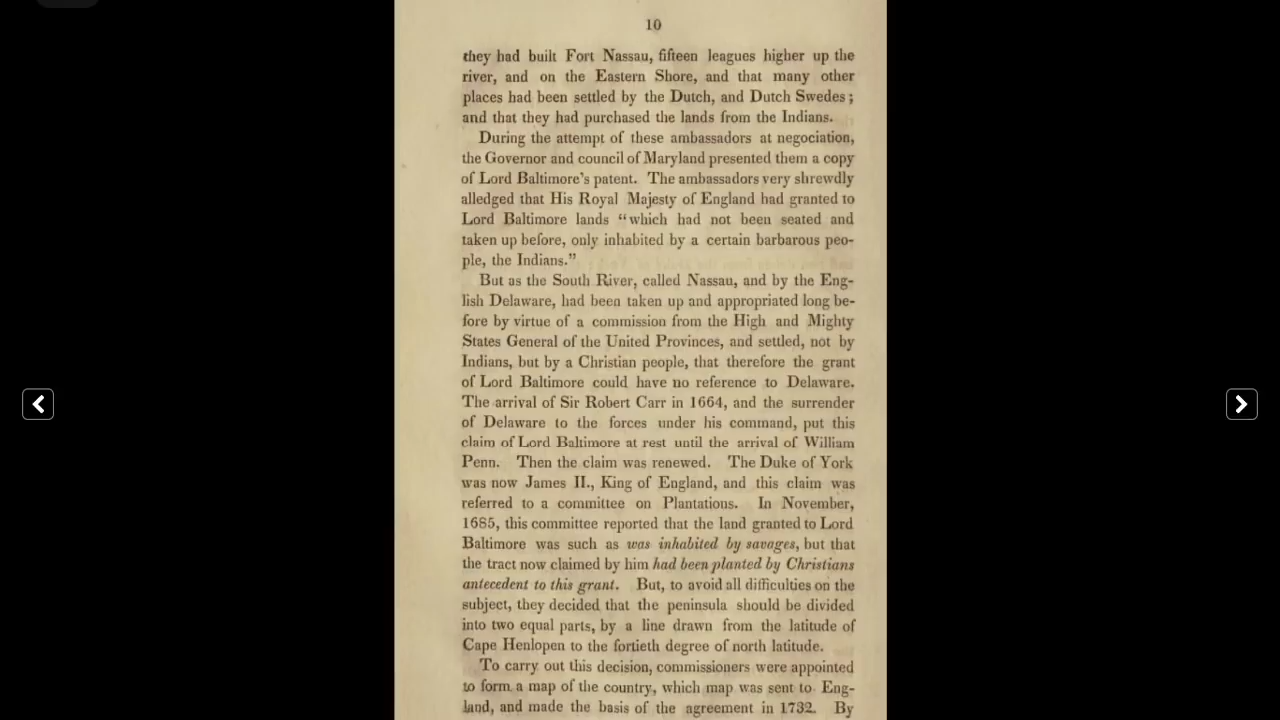 10
they had built Fort Nassau, fifteen leagues higher up the
river, and on the Eastern Shore, and that many other
places had been settled by the Dutch, and Dutch Swedes;
and that they had purchased the lands from the Indians.
During the attempt of these ambassadors at negociation,
the Governor and council of Maryland presented them a copy
of Lord Baltimore's patent. The ambassadors very shrewdly
alledged that His Royal Majesty of England had granted to
Lord Baltimore lands "which had not been seated and
taken up before, only inhabited by a certain barbarous peo-
ple, the Indians."
But as the South River, called Nassau, and by the Eng-
lish Delaware, had been taken up and appropriated long be-
fore by virtue of a commission from the High and Mighty
States General of the United Provinces, and settled, not by
Indians, but by a Christian people, that therefore the grant
of Lord Baltimore could have no reference to Delaware.
The arrival of Sir Robert Carr in 1664, and the surrender
of Delaware to the forces under his command, put this
claim of Lord Baltimore at rest until the arrival of William
Penn. Then the claim was renewed. The Duke of York
was now James II., King of England, and this claim was
referred to a committee on Plantations. In November,
1685, this committee reported that the land granted to Lord
Baltimore was such as was inhabited by savages, but that
the tract now claimed by him had been planted by Christians
antecedent to this grant. But, to avoid all difficulties on the
subject, they decided that the peninsula should be divided
into two equal parts, by a line drawn from the latitude of
Cape Henlopen to the fortieth degree of north latitude.
To carry out this decision, commissioners were appointed
to form a map of the country, which map was sent to Eng-
land, and made the basis of the agreement in 1732. By